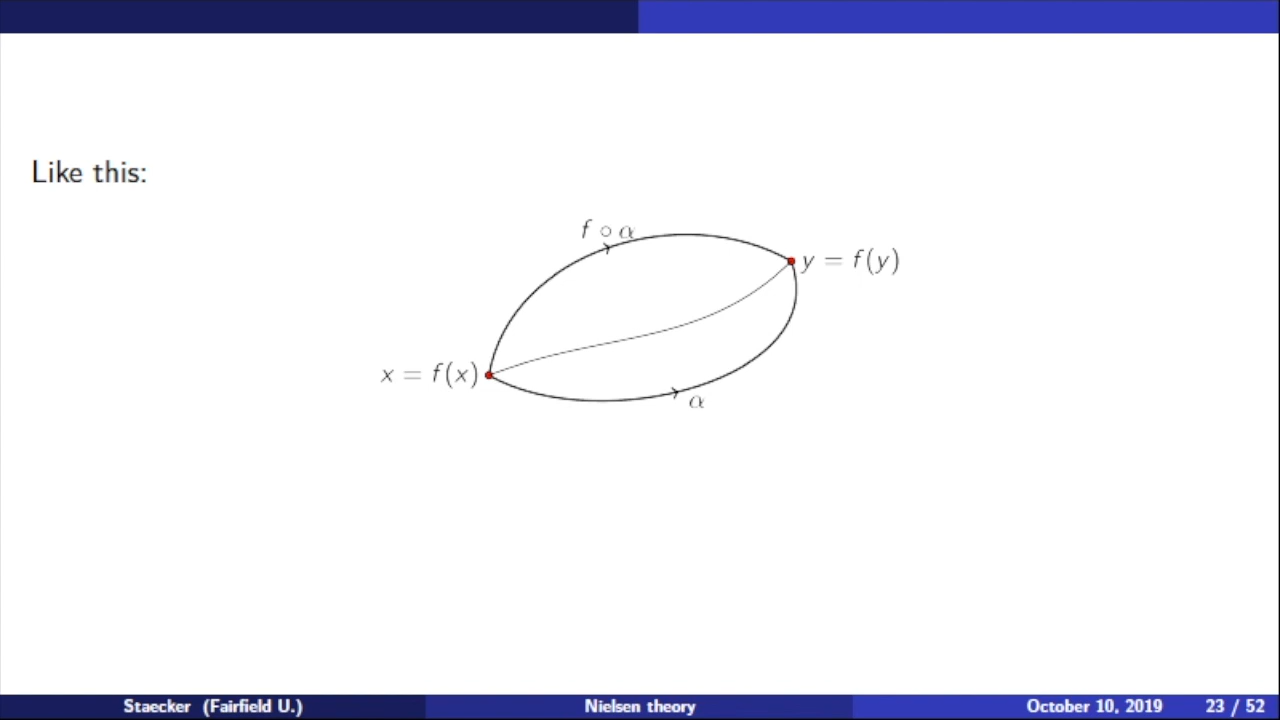 Like this:
f ∘ α
y = f(y)
x = f(x)
α
Staecker (Fairfield U.)
Nielsen theory
October 10, 2019
23 / 52